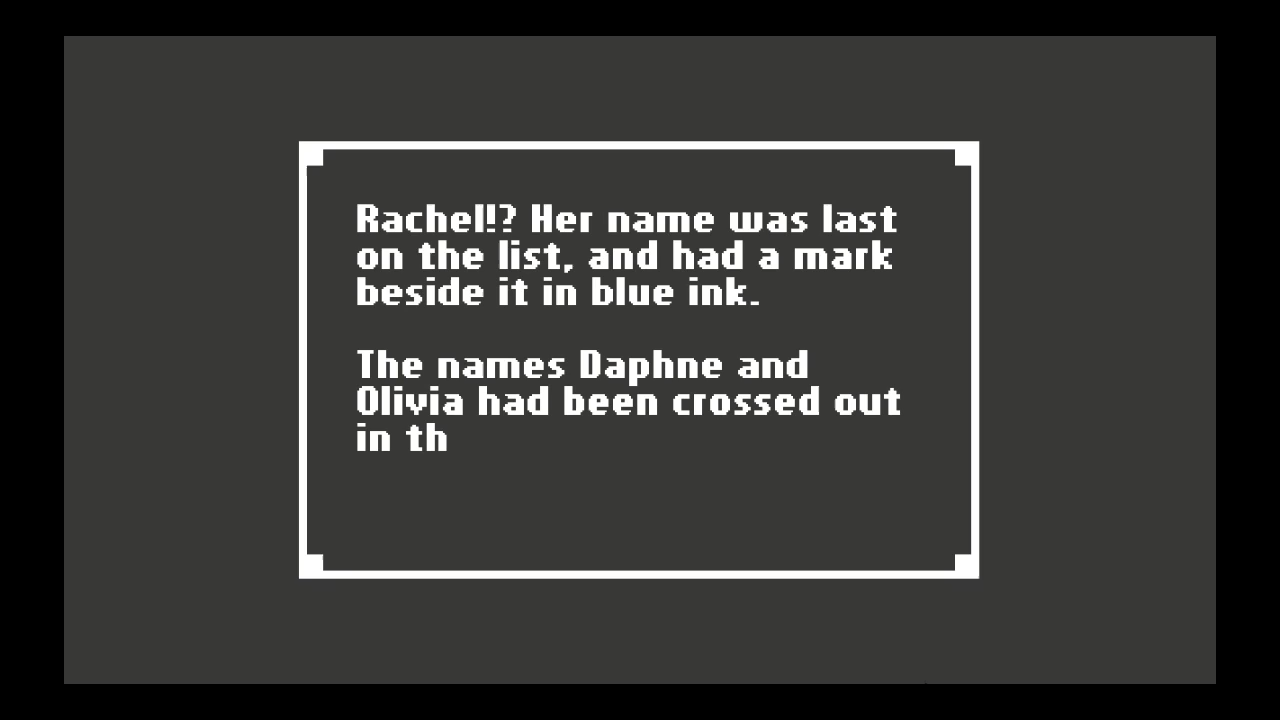 Rachel!? Her name was last
on the list, and had a mark
beside it in blue ink.
The names Daphne and
Olivia had been crossed out
in th